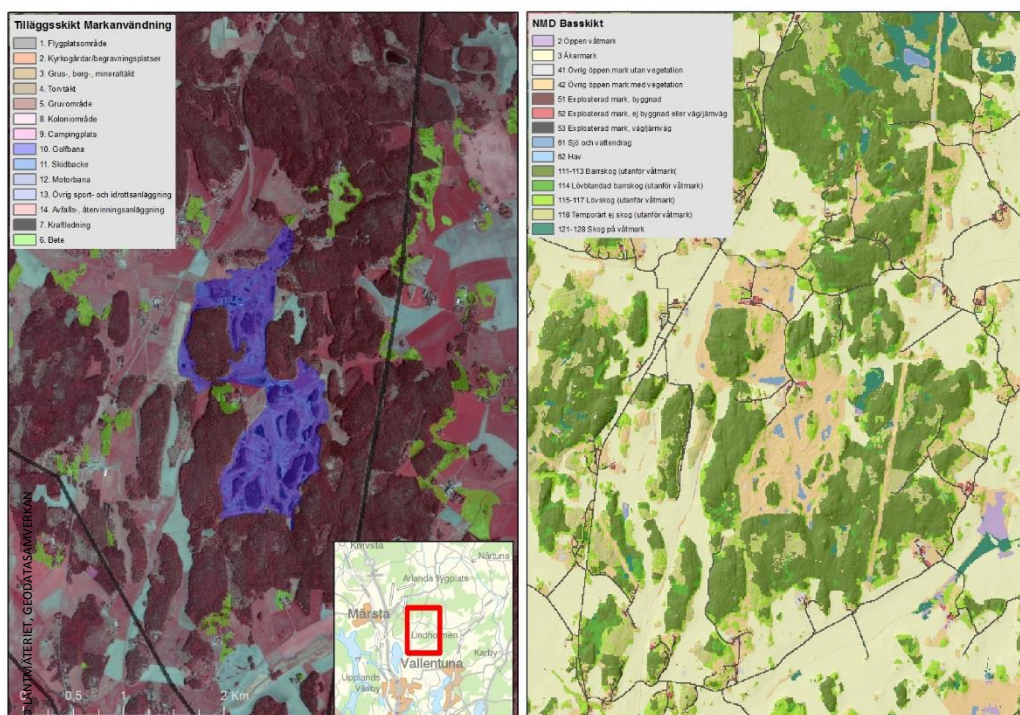 Tilläggsskikt Markanvändning
1. Flygplatsområde
2. Kyrkogårdar/begravningsplatser
3. Grus-, berg-, mineraltäkt
4. Torvtäkt
5. Gruvområde
8. Koloniområde
9. Campingplats
10. Golfbana
11. Skidbacke
12. Motorbana
13. Övrig sport- och idrottsanläggning
14. Avfalls-, återvinningsanläggning
7. Kraftledning
6. Bete
LANTMÄTERIET, GEODATASAMVERKAN
0 0,5 1 2 Km
Knivsta
Närtuna
Arlanda flygplats
Märsta
Lindholmen
Vallentuna
Karby
Upplands
Väsby
NMD Basskikt
2 Öppen våtmark
3 Åkermark
41 Övrig öppen mark utan vegetation
42 Övrig öppen mark med vegetation
51 Exploaterad mark, byggnad
52 Exploaterad mark, ej byggnad eller väg/järnväg
53 Exploaterad mark, väg/järnväg
61 Sjö och vattendrag
62 Hav
111-113 Barrskog (utanför våtmark)
114 Lövblandad barrskog (utanför våtmark)
115-117 Lövskog (utanför våtmark)
118 Temporärt ej skog (utanför våtmark)
121-128 Skog på våtmark